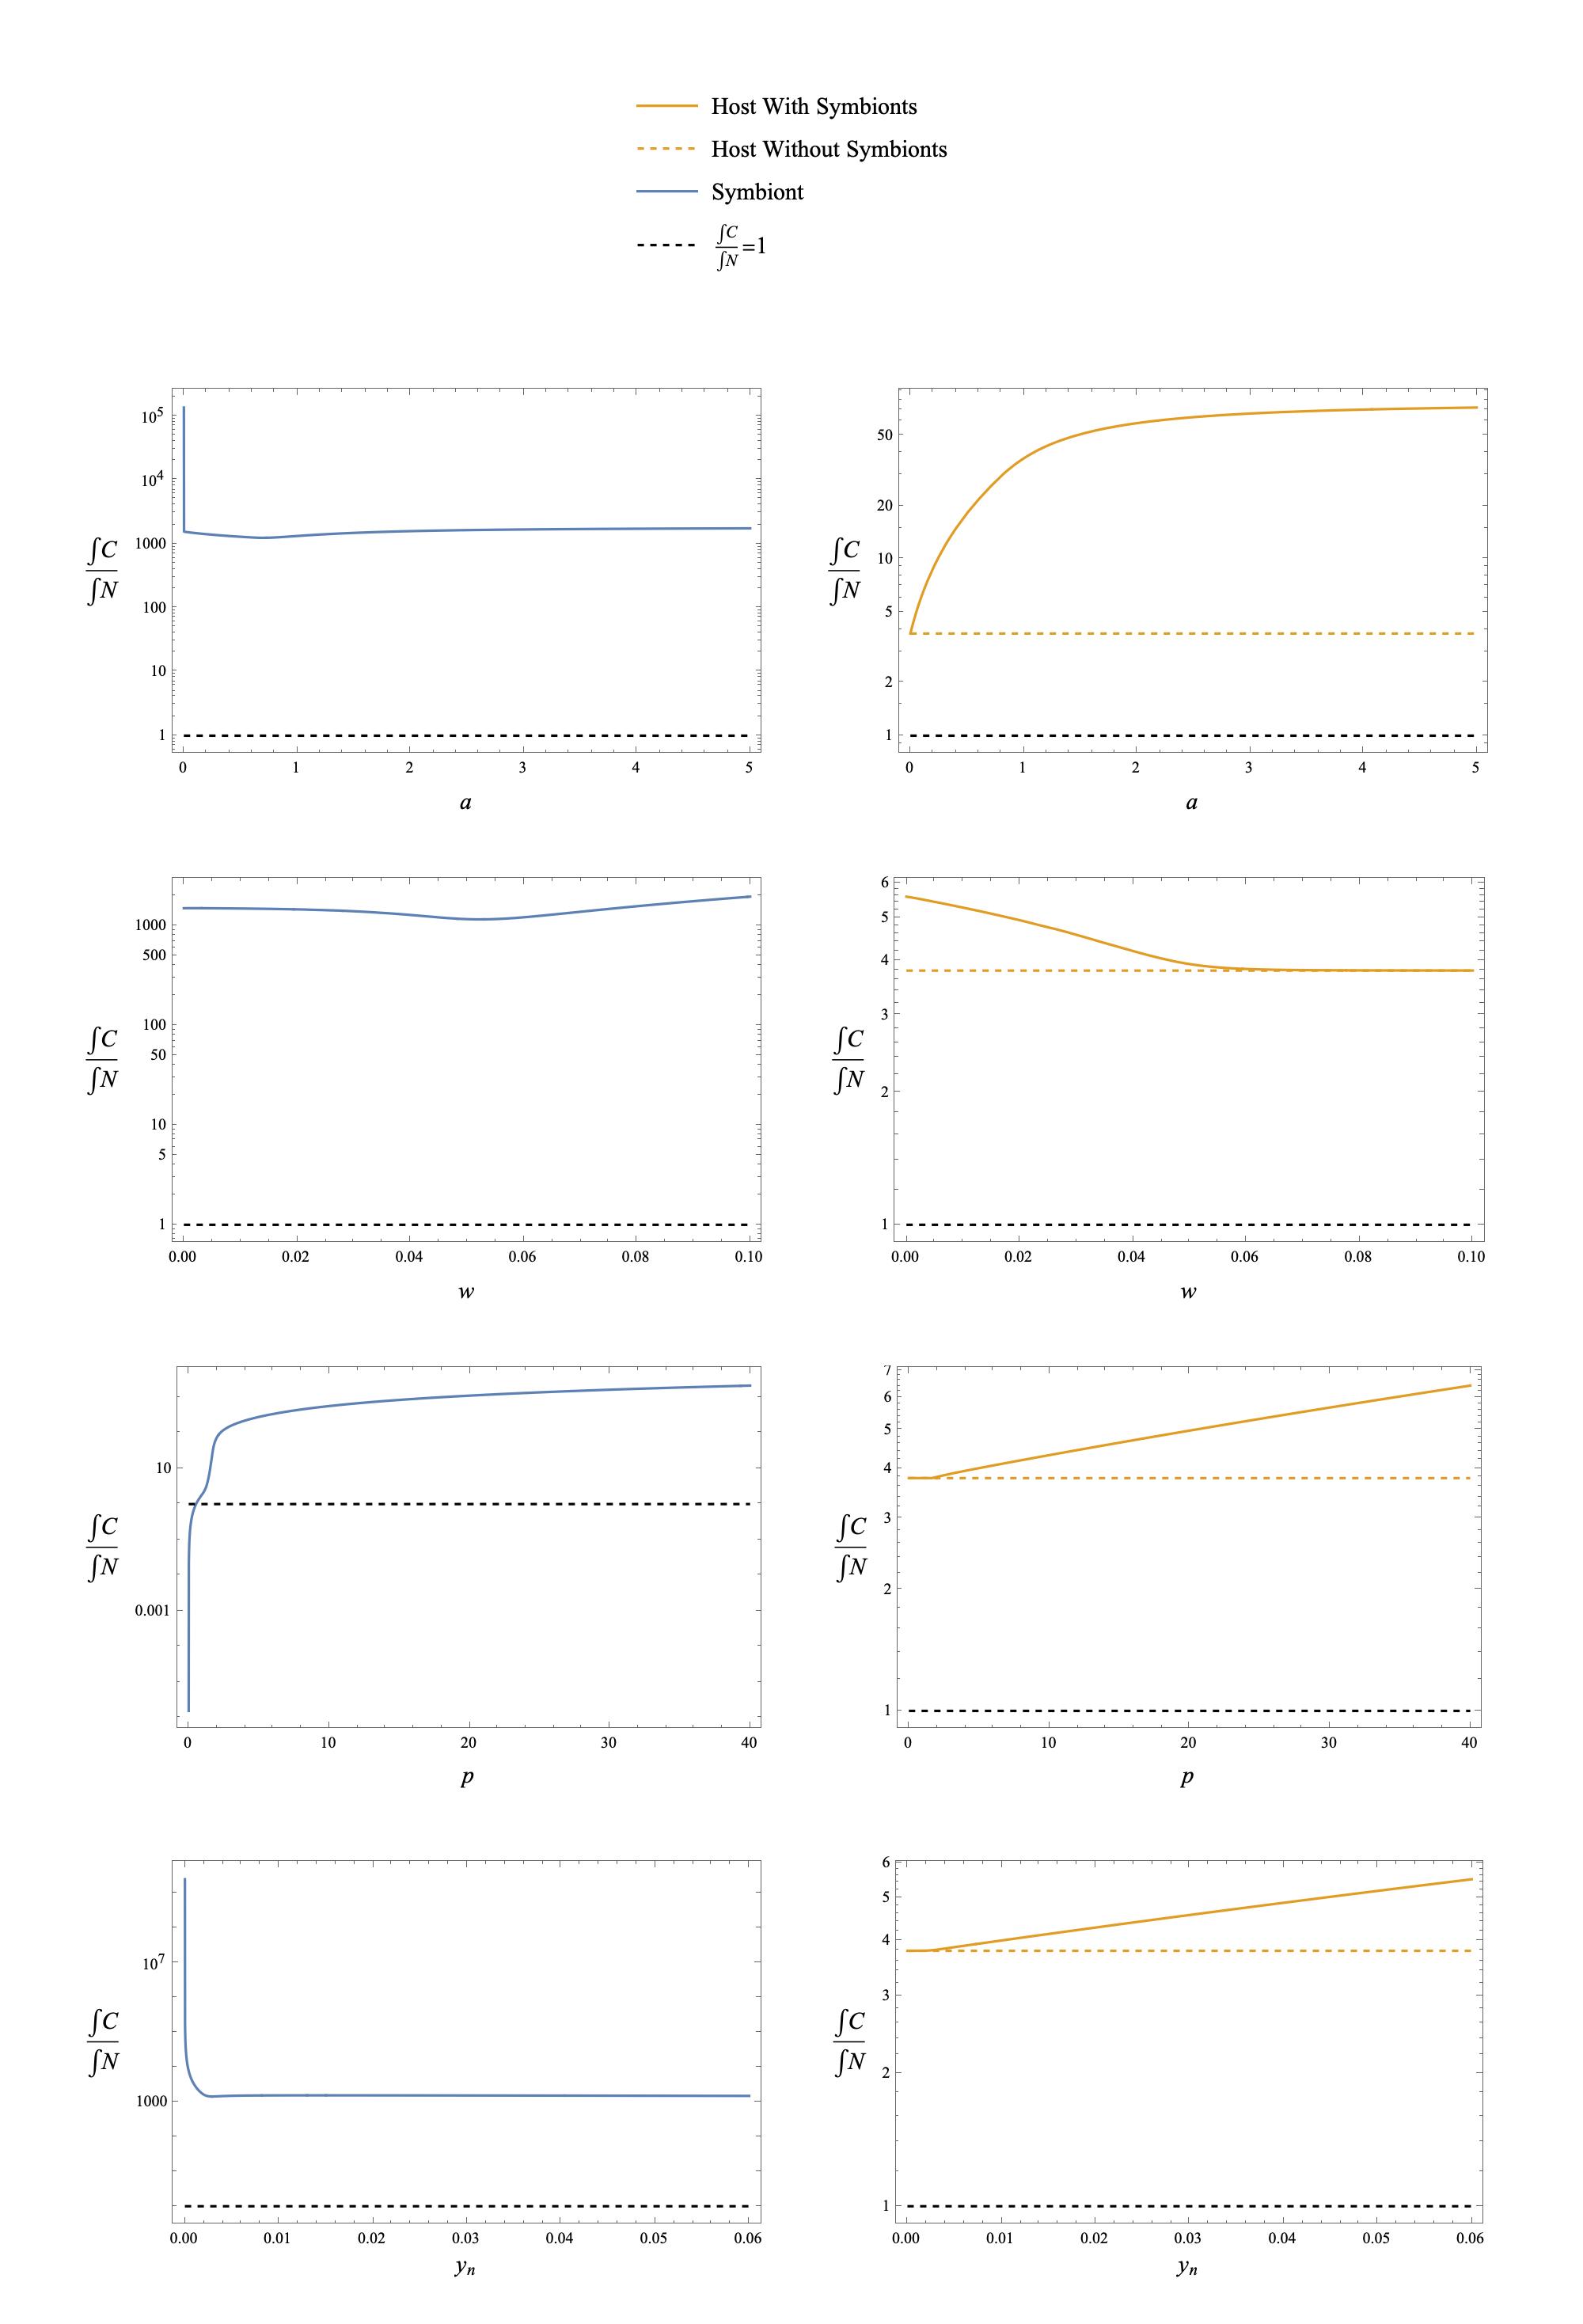 Host With Symbionts
Host Without Symbionts
Symbiont
∫C/∫N=1
10^5
10^4
1000
100
10
1
∫C/∫N
0 1 2 3 4 5
a
50
20
10
5
2
1
∫C/∫N
0 1 2 3 4 5
a
1000
500
100
50
10
5
1
∫C/∫N
0.00 0.02 0.04 0.06 0.08 0.10
w
6
5
4
3
2
1
∫C/∫N
0.00 0.02 0.04 0.06 0.08 0.10
w
10
0.001
∫C/∫N
0 10 20 30 40
p
7
6
5
4
3
2
1
∫C/∫N
0 10 20 30 40
p
10^7
1000
∫C/∫N
0.00 0.01 0.02 0.03 0.04 0.05 0.06
y_n
6
5
4
3
2
1
∫C/∫N
0.00 0.01 0.02 0.03 0.04 0.05 0.06
y_n